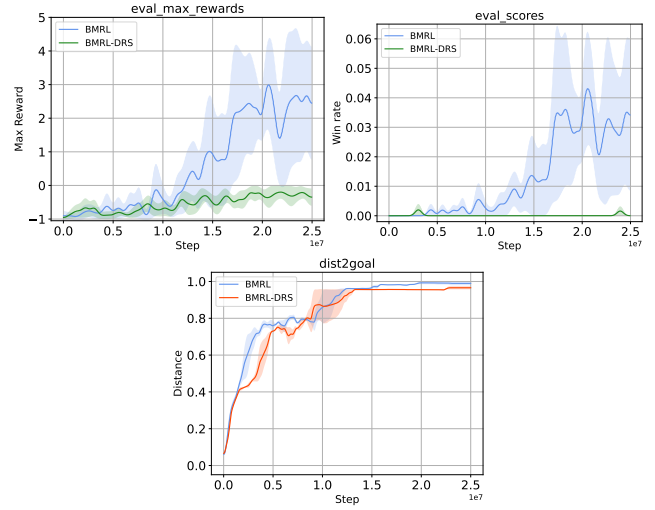 eval_max_rewards
BMRL
BMRL-DRS
Max Reward
5
4
3
2
1
0
−1
0.0 0.5 1.0 1.5 2.0 2.5
Step
1e7
eval_scores
BMRL
BMRL-DRS
Win rate
0.06
0.05
0.04
0.03
0.02
0.01
0.00
0.0 0.5 1.0 1.5 2.0 2.5
Step
1e7
dist2goal
BMRL
BMRL-DRS
Distance
1.0
0.8
0.6
0.4
0.2
0.0
0.0 0.5 1.0 1.5 2.0 2.5
Step
1e7